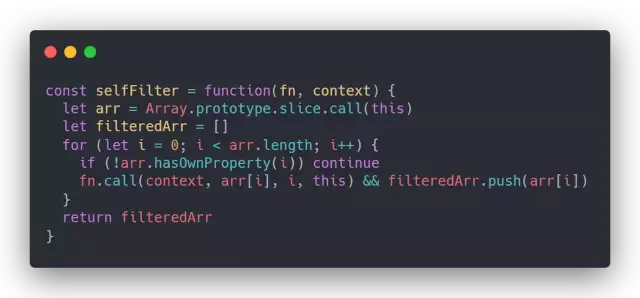 const selfFilter = function(fn, context) {
  let arr = Array.prototype.slice.call(this)
  let filteredArr = []
  for (let i = 0; i < arr.length; i++) {
    if (!arr.hasOwnProperty(i)) continue
    fn.call(context, arr[i], i, this) && filteredArr.push(arr[i])
  }
  return filteredArr
}